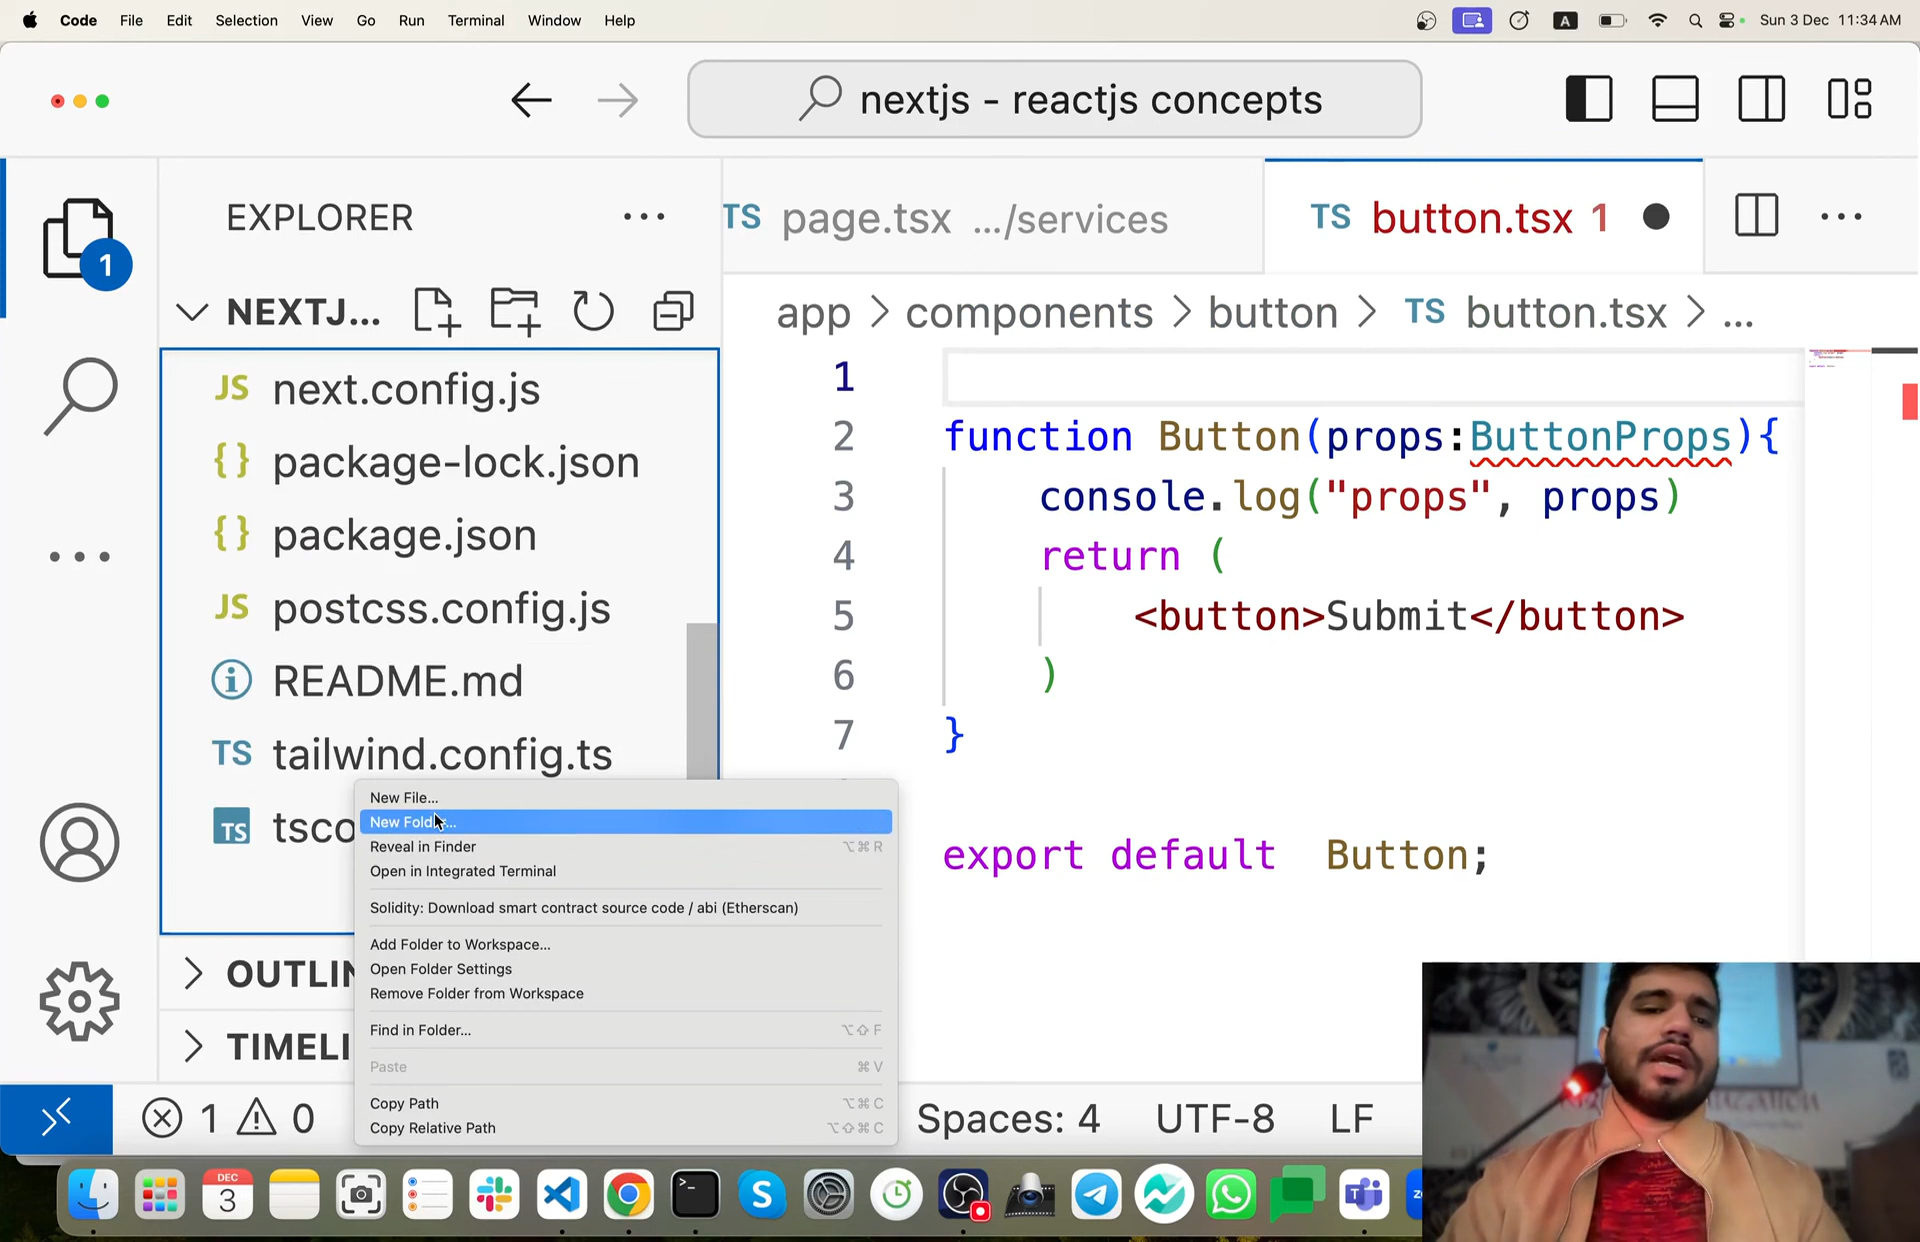 Code File Edit Selection View Go Run Terminal Window Help
A Sun 3 Dec 11:34 AM
nextjs - reactjs concepts
1
EXPLORER
NEXTJ...
JS next.config.js
{} package-lock.json
{} package.json
JS postcss.config.js
README.md
TS tailwind.config.ts
TS tsco
OUTLIN
TIMELI
TS page.tsx .../services
TS button.tsx 1
app > components > button > TS button.tsx > ...
1
2 function Button(props:ButtonProps){
3 console.log("props", props)
4 return (
5 <button>Submit</button>
6 )
7 }
export default Button;
New File...
New Fold...
Reveal in Finder ⌥⌘R
Open in Integrated Terminal
Solidity: Download smart contract source code / abi (Etherscan)
Add Folder to Workspace...
Open Folder Settings
Remove Folder from Workspace
Find in Folder... ⌥⇧F
Paste ⌘V
Copy Path ⌥⌘C
Copy Relative Path ⌥⇧⌘C
1 0
Spaces: 4 UTF-8 LF
DEC
3
S
T